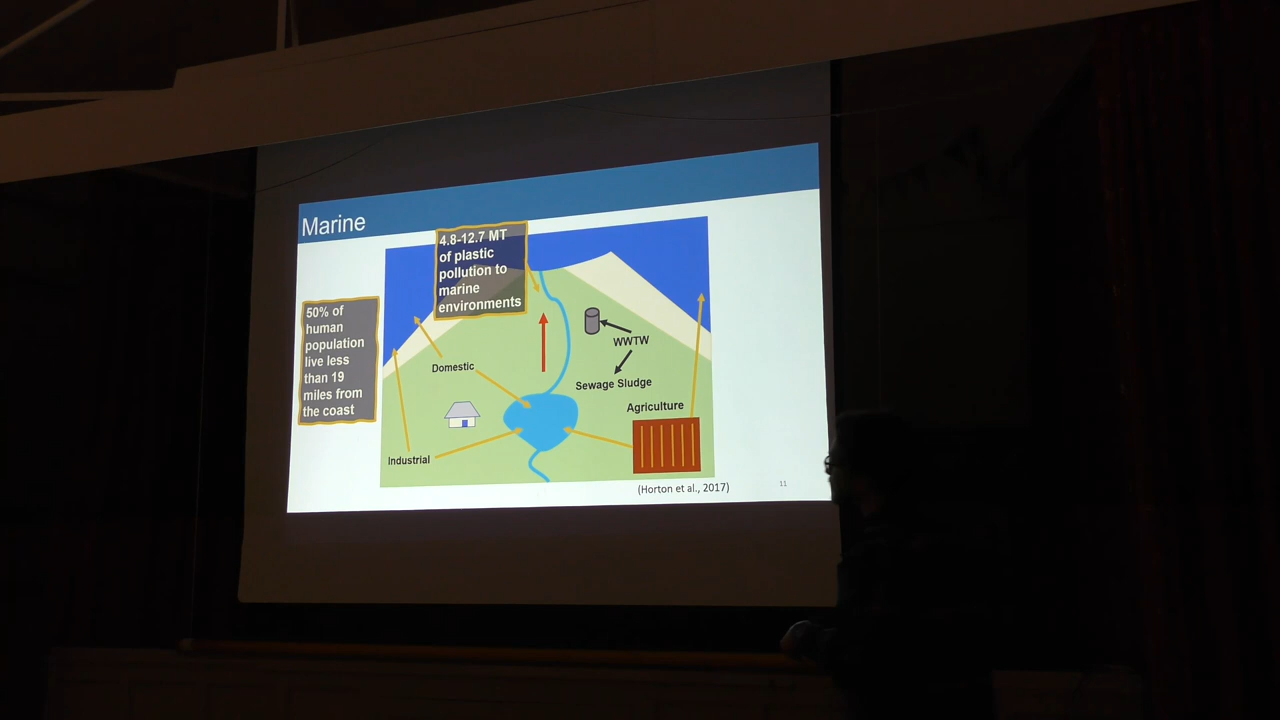 Marine
4.8-12.7 MT
of plastic
pollution to
marine
environments
50% of
human
population
live less
than 19
miles from
the coast
WWTW
Domestic
Sewage Sludge
Agriculture
Industrial
(Horton et al., 2017)
11